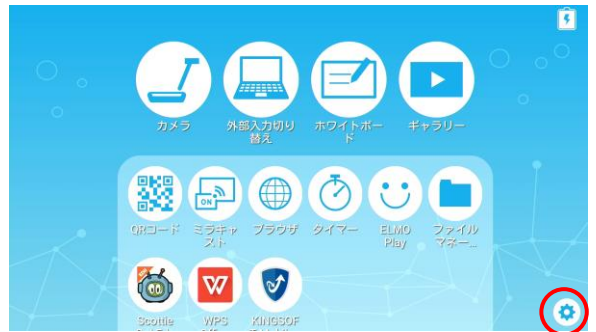 カメラ
外部入力切り
替え
ホワイトボー
ド
ギャラリー
QRコード
ミラキャ
スト
ブラウザ
タイマー
ELMO
Play
ファイル
マネー...
ON
W
Scottie
WPS
KINGSOF